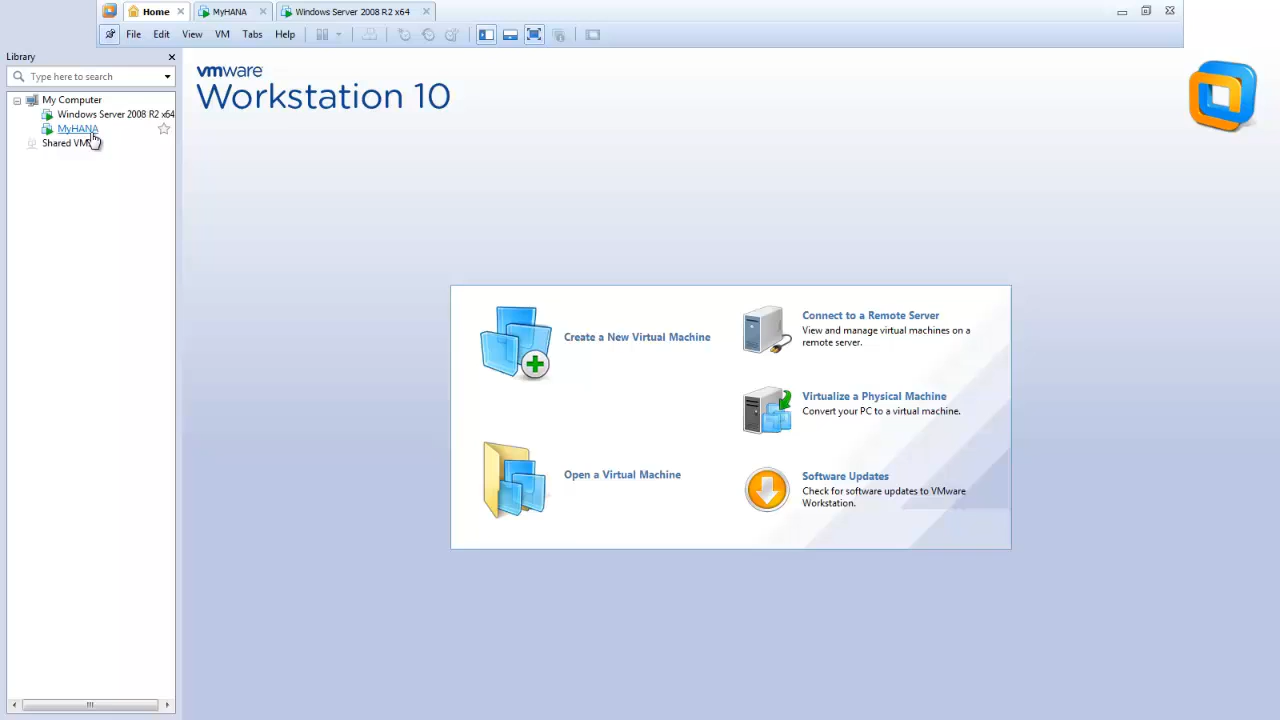 Home
MyHANA
Windows Server 2008 R2 x64
File
Edit
View
VM
Tabs
Help
Library
Type here to search
My Computer
Windows Server 2008 R2 x64
MyHANA
Shared VMs
vmware
Workstation 10
Create a New Virtual Machine
Open a Virtual Machine
Connect to a Remote Server
View and manage virtual machines on a
remote server.
Virtualize a Physical Machine
Convert your PC to a virtual machine.
Software Updates
Check for software updates to VMware
Workstation.